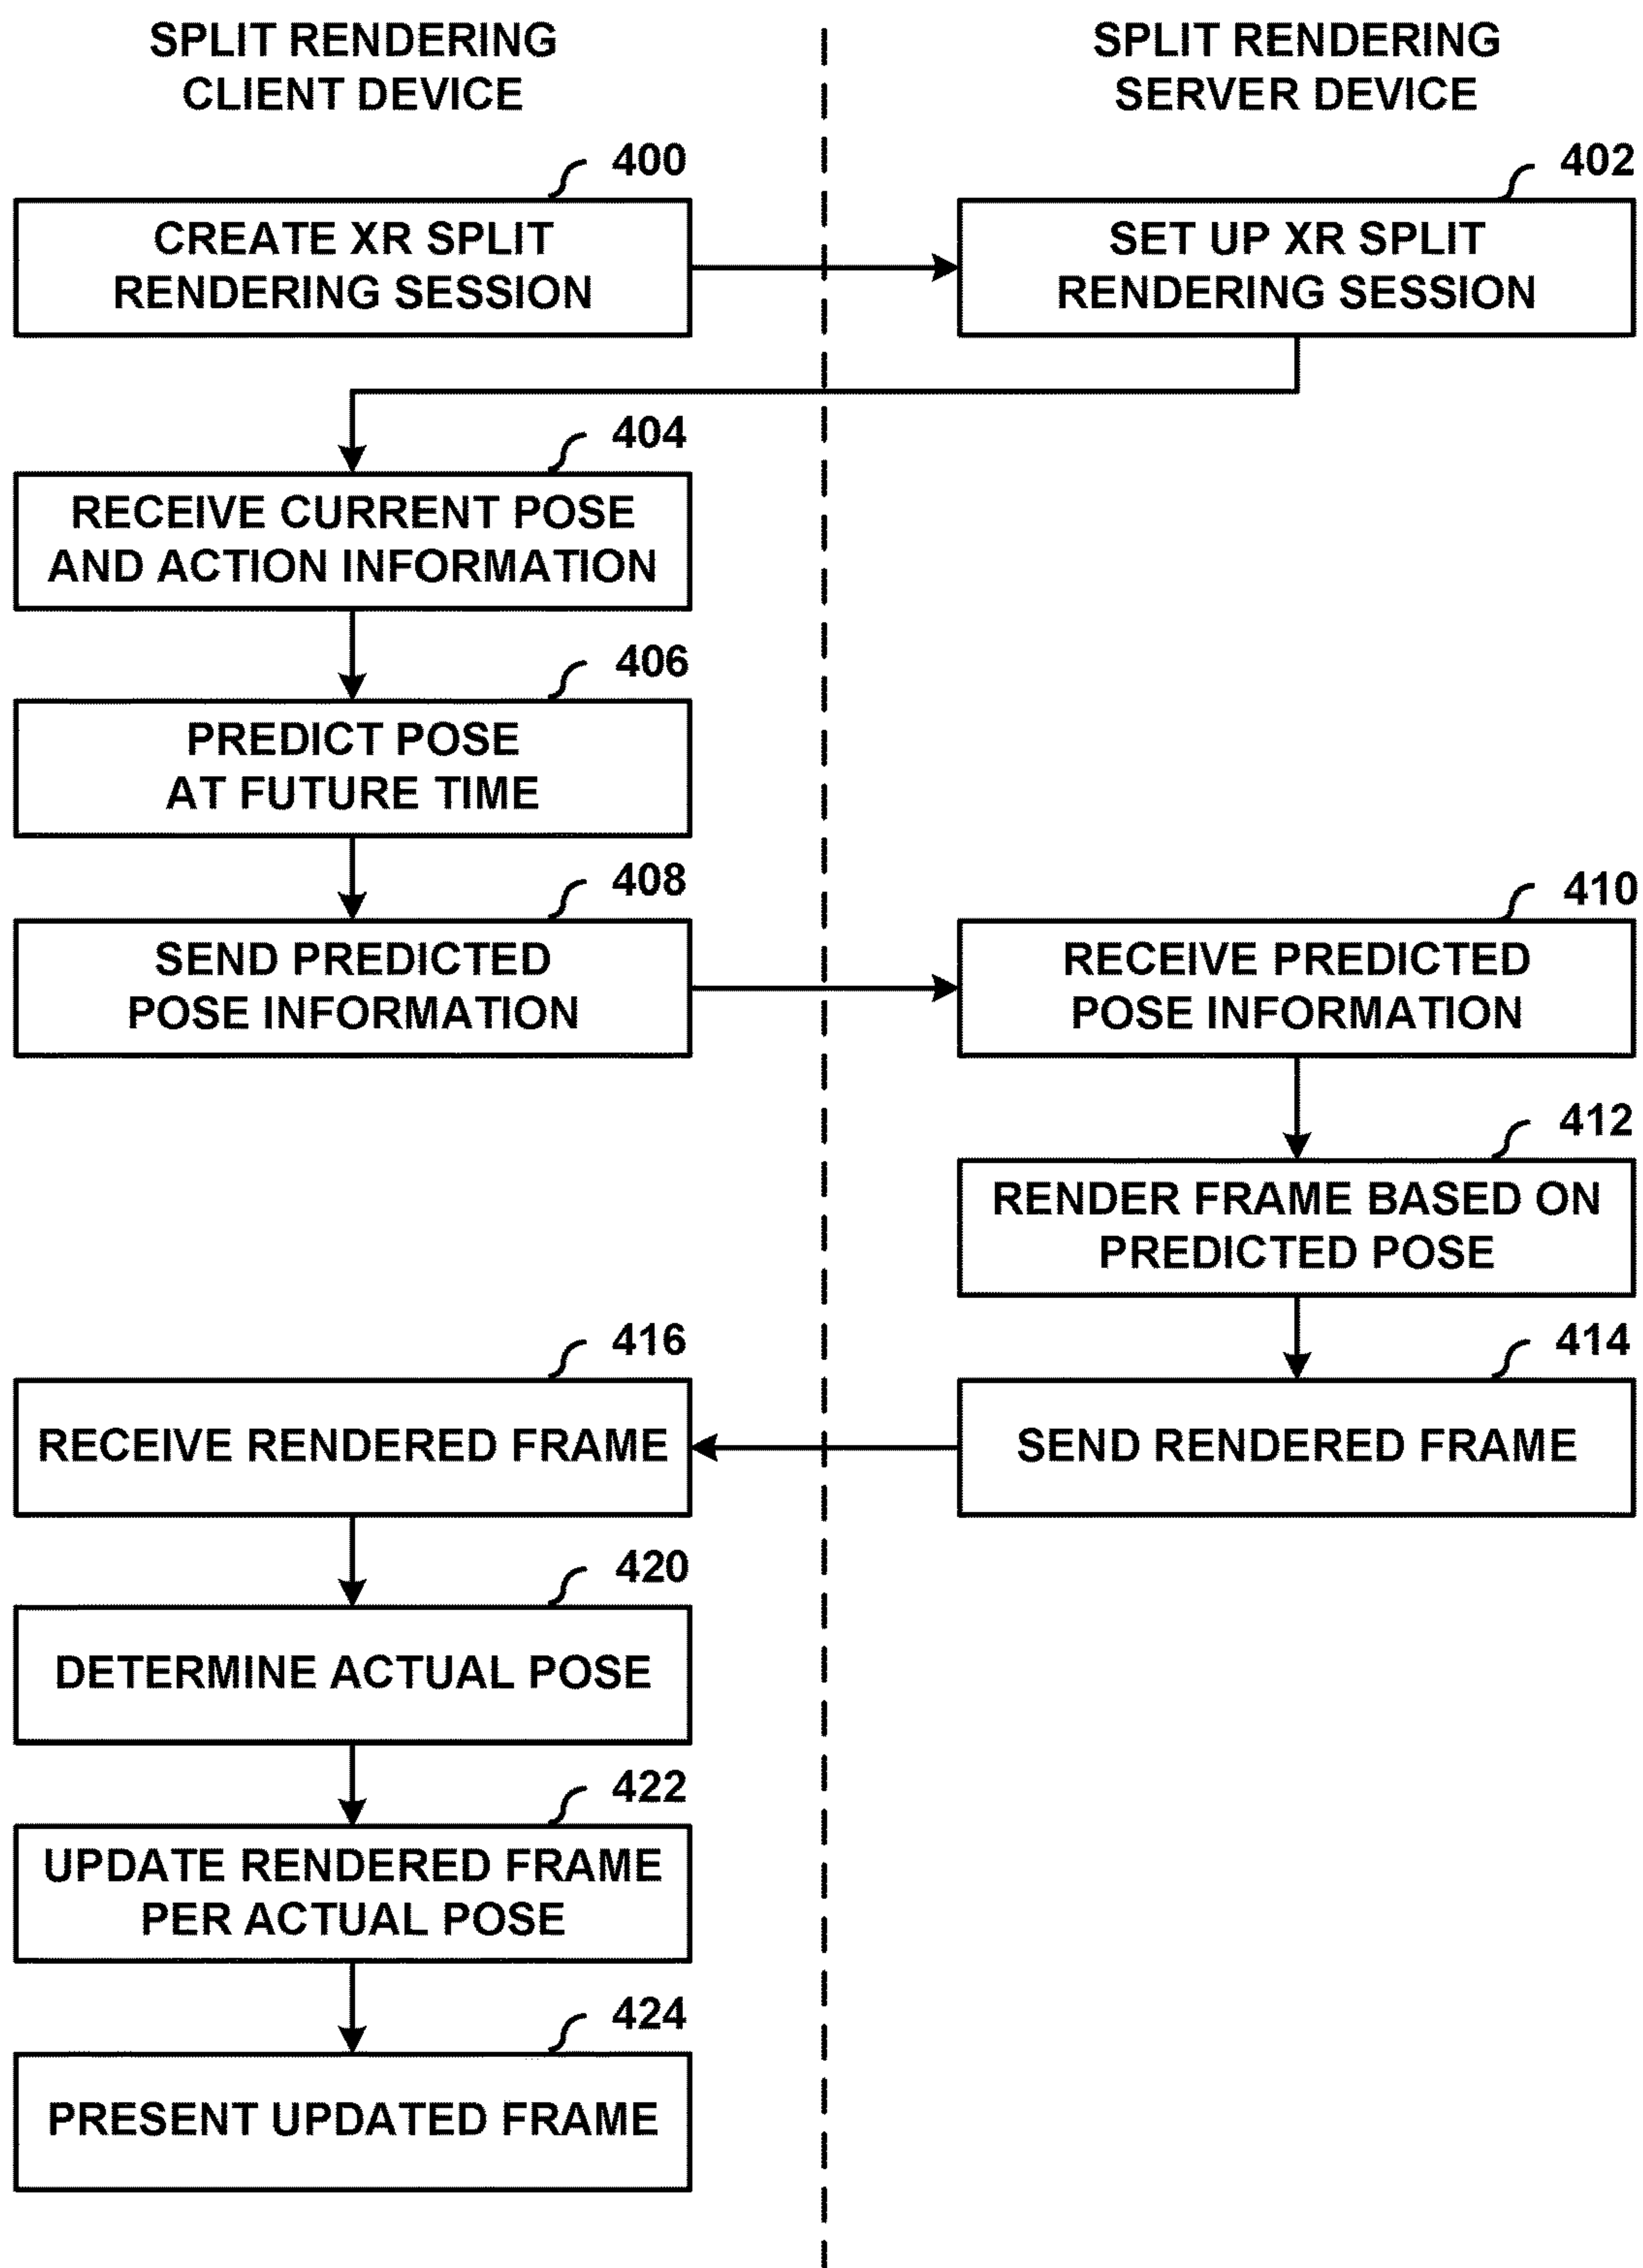 SPLIT RENDERING
CLIENT DEVICE
SPLIT RENDERING
SERVER DEVICE
400
CREATE XR SPLIT
RENDERING SESSION
402
SET UP XR SPLIT
RENDERING SESSION
404
RECEIVE CURRENT POSE
AND ACTION INFORMATION
406
PREDICT POSE
AT FUTURE TIME
408
SEND PREDICTED
POSE INFORMATION
410
RECEIVE PREDICTED
POSE INFORMATION
412
RENDER FRAME BASED ON
PREDICTED POSE
414
SEND RENDERED FRAME
416
RECEIVE RENDERED FRAME
420
DETERMINE ACTUAL POSE
422
UPDATE RENDERED FRAME
PER ACTUAL POSE
424
PRESENT UPDATED FRAME